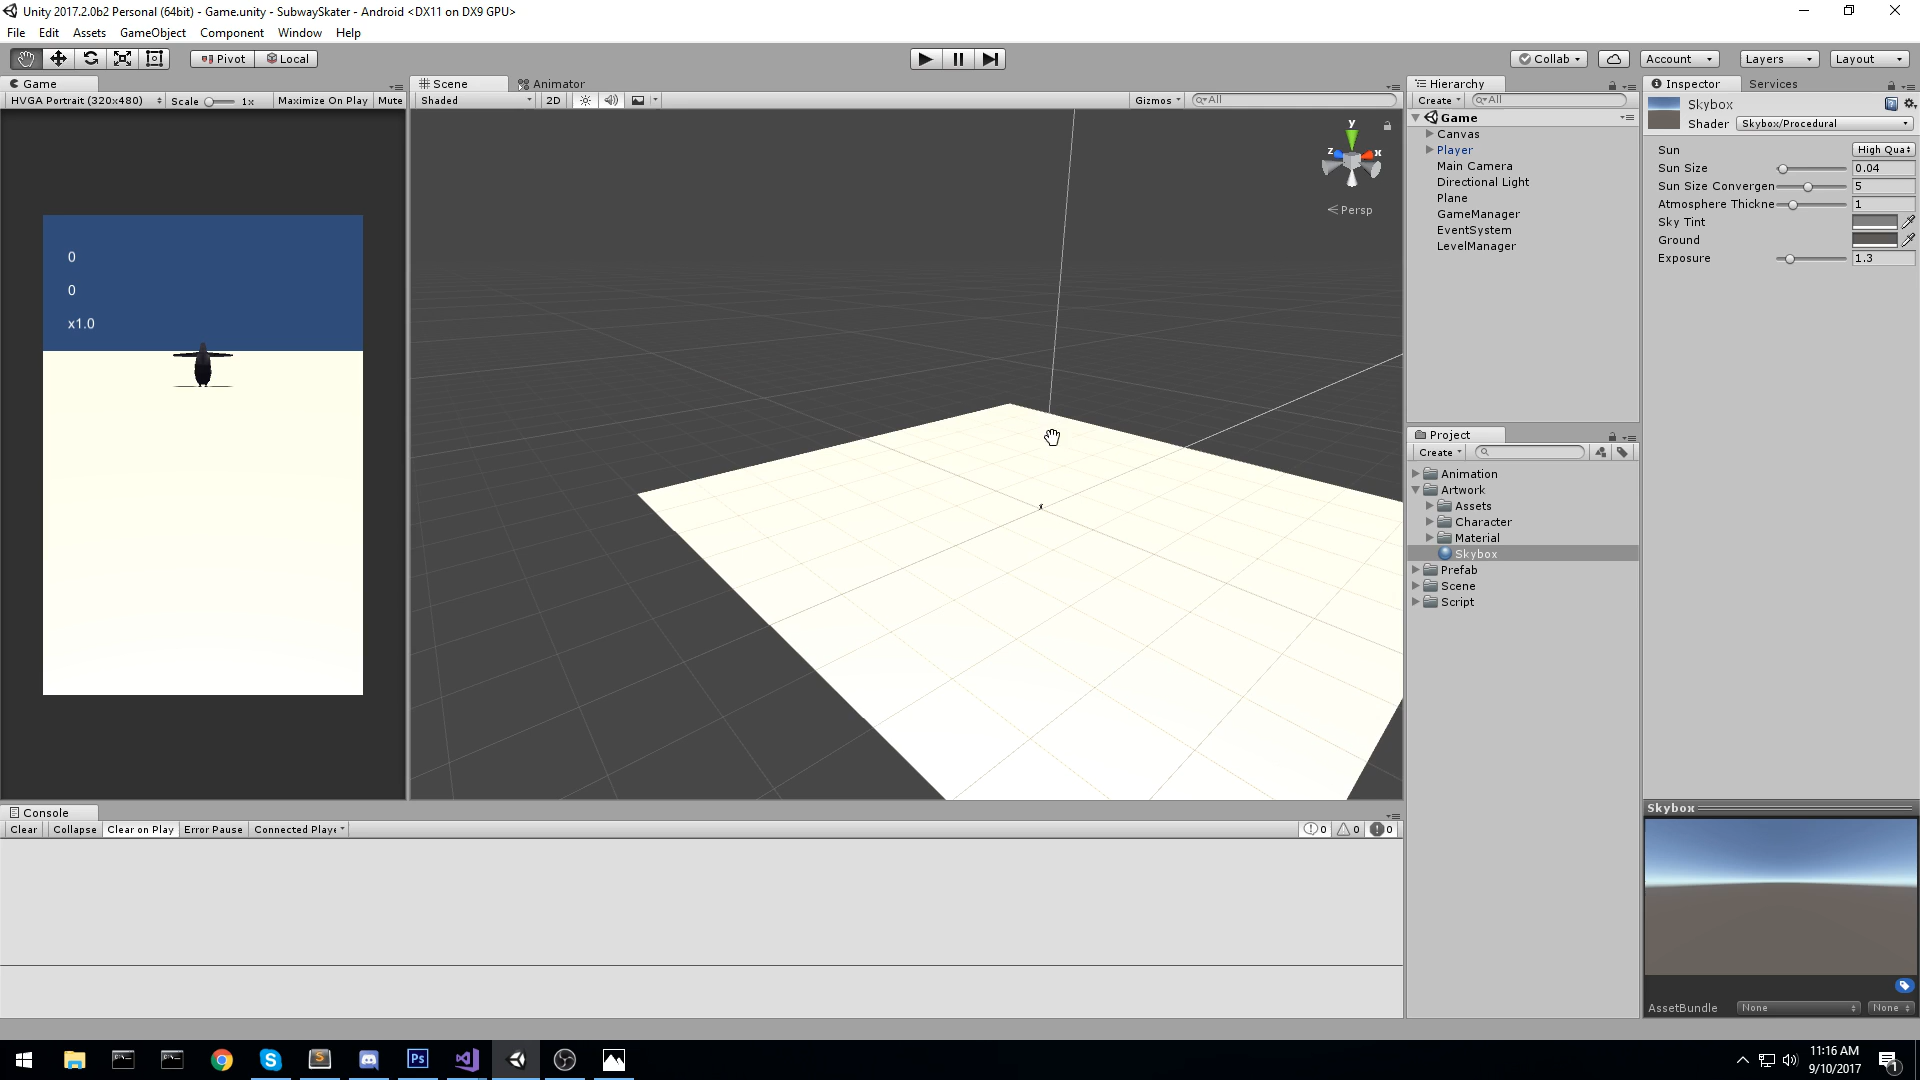 Unity 2017.2.0b2 Personal (64bit) - Game.unity - SubwaySkater - Android <DX11 on DX9 GPU>
File Edit Assets GameObject Component Window Help
Pivot Local Collab Account Layers Layout
Game
HVGA Portrait (320x480) Scale 1x Maximize On Play Mute
0
0
x1.0
Scene Animator
Shaded 2D Gizmos All
y
z x
Persp
Hierarchy
Create All
Game
Canvas
Player
Main Camera
Directional Light
Plane
GameManager
EventSystem
LevelManager
Project
Create
Animation
Artwork
Assets
Character
Material
Skybox
Prefab
Scene
Script
Inspector Services
Skybox
Shader Skybox/Procedural
Sun High Qua
Sun Size 0.04
Sun Size Convergen 5
Atmosphere Thickne 1
Sky Tint
Ground
Exposure 1.3
Skybox
AssetBundle None None
Console
Clear Collapse Clear on Play Error Pause Connected Playe 0 0 0
Ps
11:16 AM
9/10/2017
1